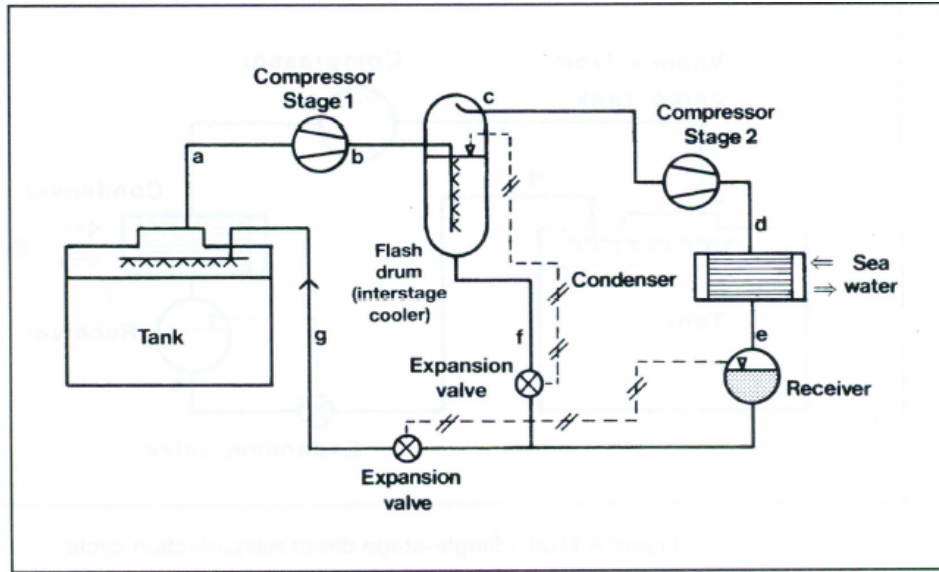 Compressor
Stage 1
a
b
c
Compressor
Stage 2
d
Flash
drum
(interstage
cooler)
Condenser
Sea
water
Tank
g
f
e
Expansion
valve
Receiver
Expansion
valve